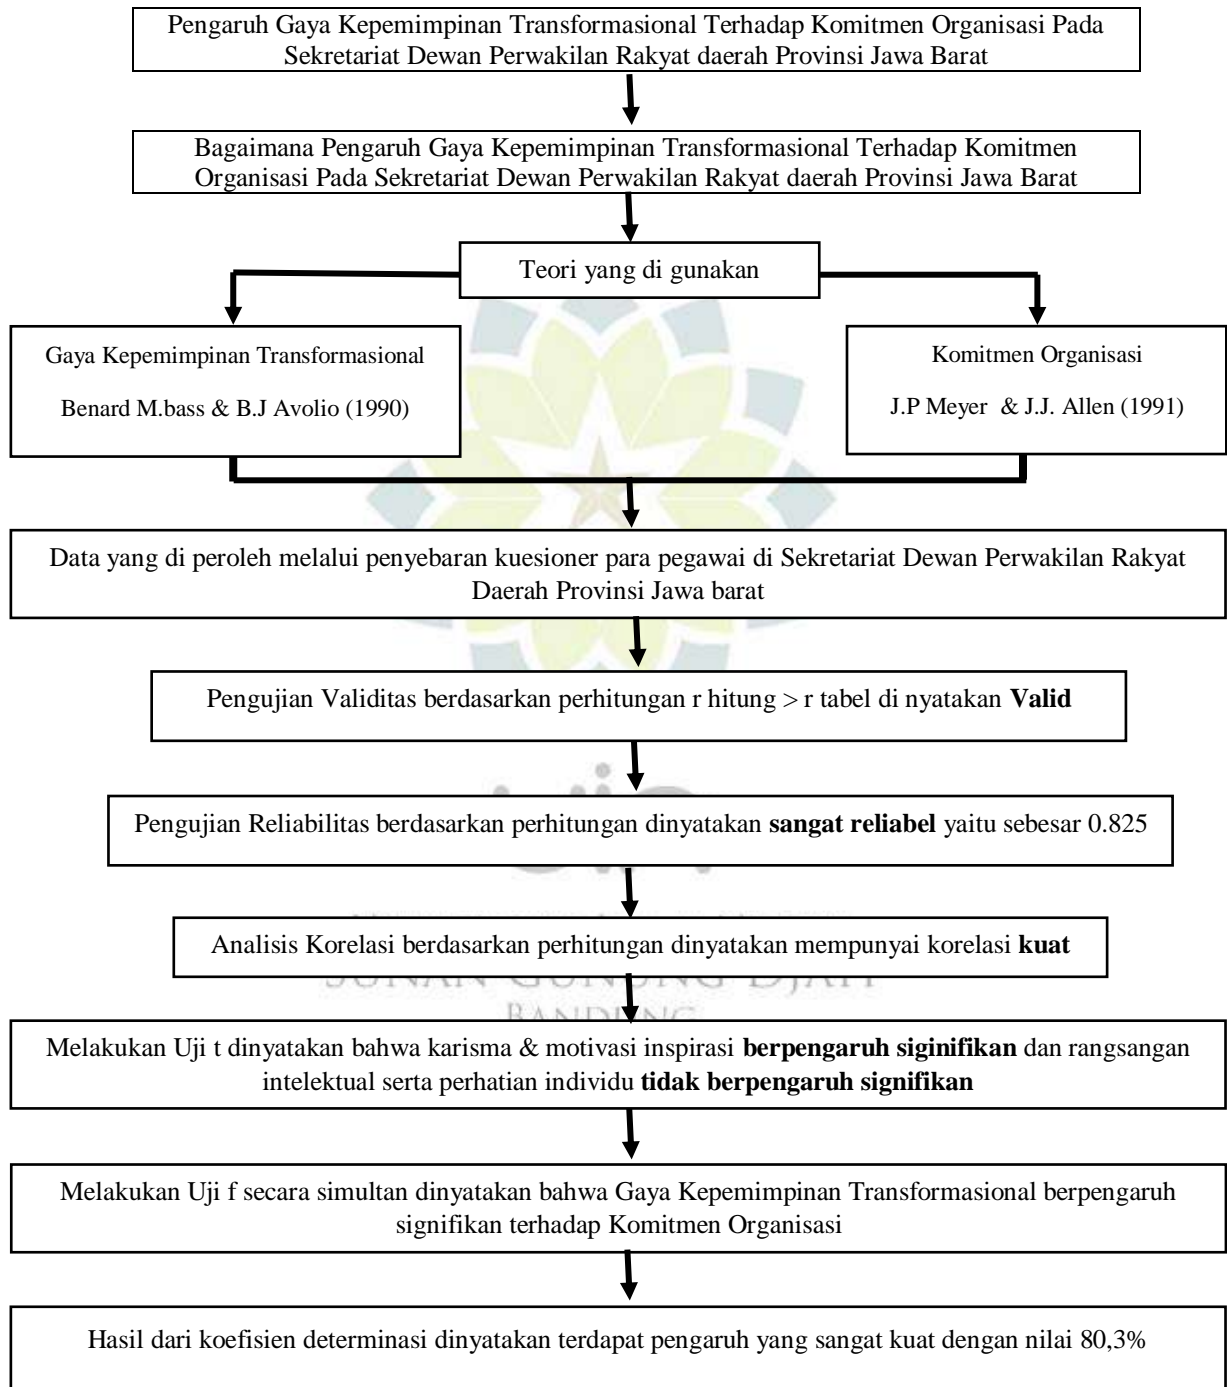 Pengaruh Gaya Kepemimpinan Transformasional Terhadap Komitmen Organisasi Pada
Sekretariat Dewan Perwakilan Rakyat daerah Provinsi Jawa Barat
Bagaimana Pengaruh Gaya Kepemimpinan Transformasional Terhadap Komitmen
Organisasi Pada Sekretariat Dewan Perwakilan Rakyat daerah Provinsi Jawa Barat
Teori yang di gunakan
Gaya Kepemimpinan Transformasional
Benard M.bass & B.J Avolio (1990)
Komitmen Organisasi
J.P Meyer & J.J. Allen (1991)
Data yang di peroleh melalui penyebaran kuesioner para pegawai di Sekretariat Dewan Perwakilan Rakyat
Daerah Provinsi Jawa barat
Pengujian Validitas berdasarkan perhitungan r hitung > r tabel di nyatakan Valid
Pengujian Reliabilitas berdasarkan perhitungan dinyatakan sangat reliabel yaitu sebesar 0.825
Analisis Korelasi berdasarkan perhitungan dinyatakan mempunyai korelasi kuat
SUNAN GUNUNG DJATI
BANDUNG
Melakukan Uji t dinyatakan bahwa karisma & motivasi inspirasi berpengaruh siginifikan dan rangsangan
intelektual serta perhatian individu tidak berpengaruh signifikan
Melakukan Uji f secara simultan dinyatakan bahwa Gaya Kepemimpinan Transformasional berpengaruh
signifikan terhadap Komitmen Organisasi
Hasil dari koefisien determinasi dinyatakan terdapat pengaruh yang sangat kuat dengan nilai 80,3%